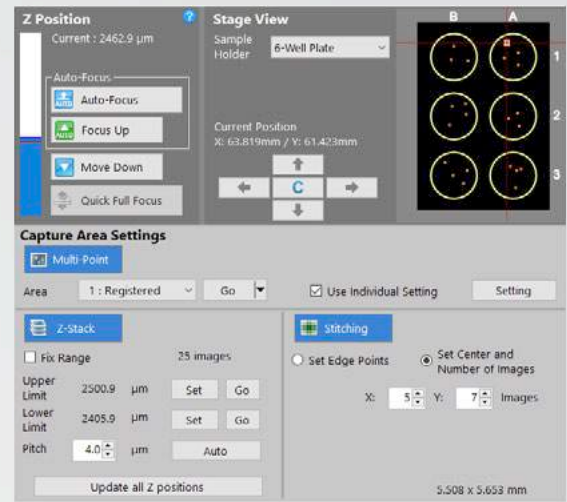 Z Position
?
Current : 2462.9 µm
Auto-Focus
AUTO
Auto-Focus
AUTO
Focus Up
Move Down
Quick Full Focus
Stage View
Sample Holder
6-Well Plate
Current Position
X: 63.819mm / Y: 61.423mm
C
B A
1
2
3
Capture Area Settings
Multi-Point
Area 1 : Registered Go Use Individual Setting Setting
Z-Stack
Fix Range 25 images
Upper Limit 2500.9 µm Set Go
Lower Limit 2405.9 µm Set Go
Pitch 4.0 µm Auto
Update all Z positions
Stitching
Set Edge Points
Set Center and
Number of Images
X: 5 Y: 7 Images
5.508 x 5.653 mm